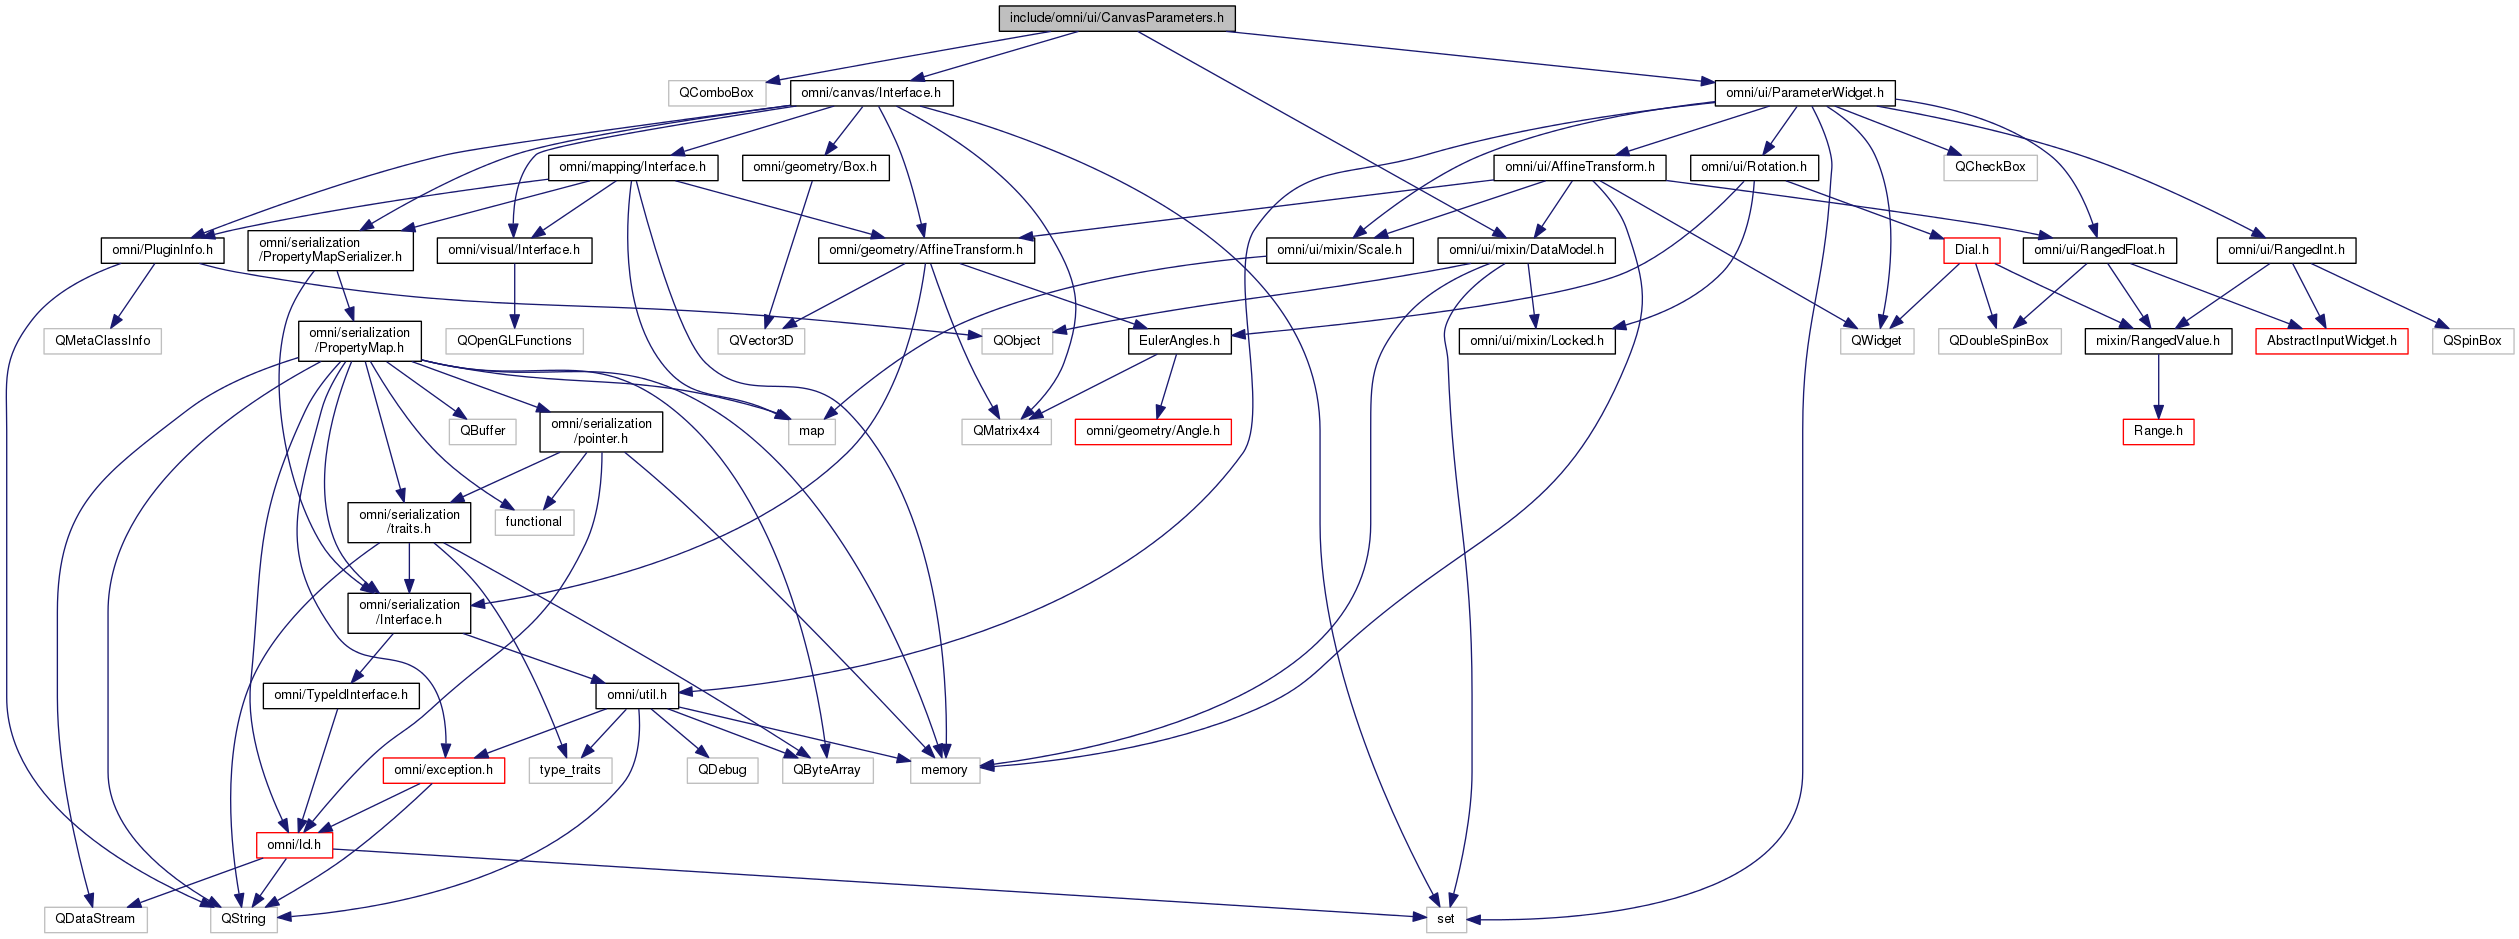 include/omni/ui/CanvasParameters.h
QComboBox
omni/canvas/Interface.h
omni/ui/ParameterWidget.h
omni/mapping/Interface.h
omni/geometry/Box.h
omni/ui/AffineTransform.h
omni/ui/Rotation.h
QCheckBox
omni/PluginInfo.h
omni/serialization
/PropertyMapSerializer.h
omni/visual/Interface.h
omni/geometry/AffineTransform.h
omni/ui/mixin/Scale.h
omni/ui/mixin/DataModel.h
Dial.h
omni/ui/RangedFloat.h
omni/ui/RangedInt.h
QMetaClassInfo
omni/serialization
/PropertyMap.h
QOpenGLFunctions
QVector3D
QObject
EulerAngles.h
omni/ui/mixin/Locked.h
QWidget
QDoubleSpinBox
mixin/RangedValue.h
AbstractInputWidget.h
QSpinBox
QBuffer
omni/serialization
/pointer.h
map
QMatrix4x4
omni/geometry/Angle.h
Range.h
omni/serialization
/traits.h
functional
omni/serialization
/Interface.h
omni/TypeIdInterface.h
omni/util.h
omni/exception.h
type_traits
QDebug
QByteArray
memory
omni/Id.h
QDataStream
QString
set